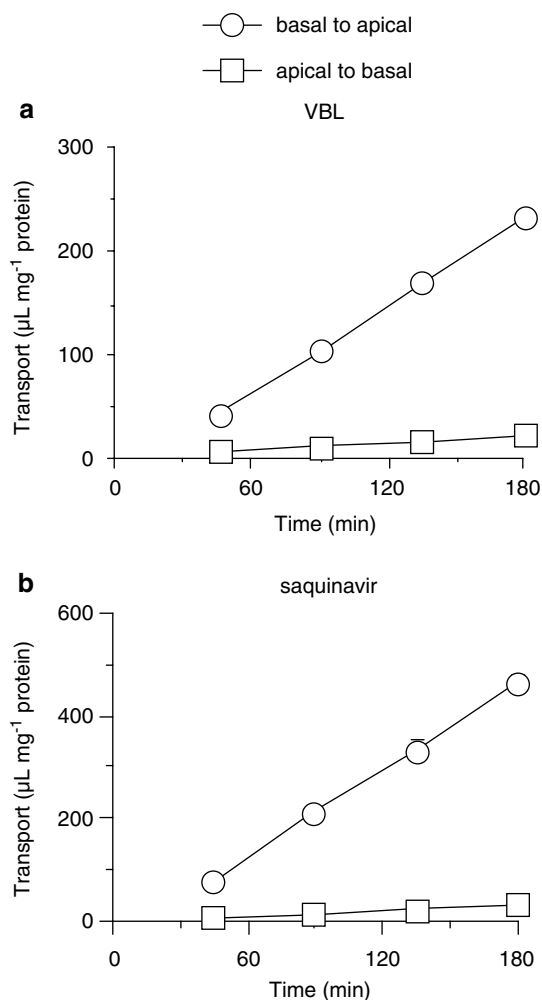 basal to apical
apical to basal
a
VBL
300
200
100
0
Transport (µL mg⁻¹ protein)
0 60 120 180
Time (min)
b
saquinavir
600
400
200
0
Transport (µL mg⁻¹ protein)
0 60 120 180
Time (min)